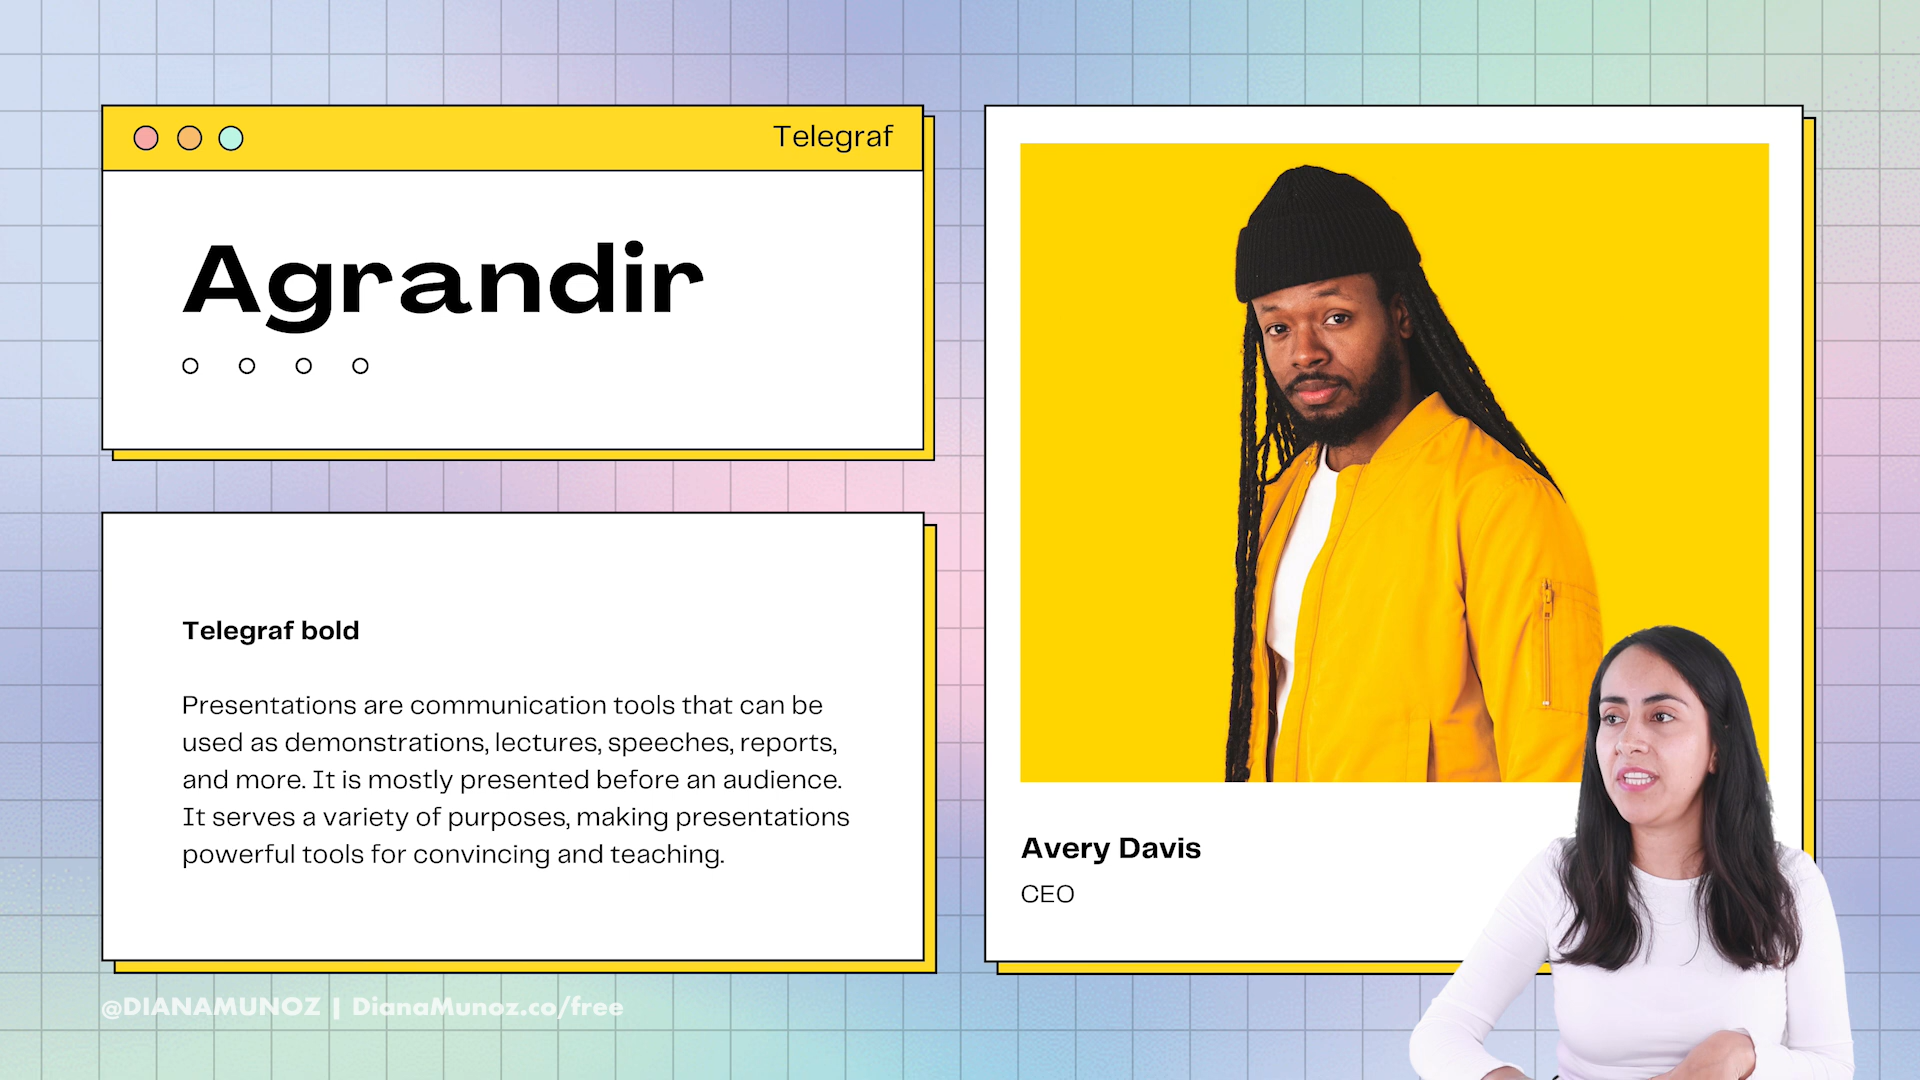 Telegraf
Agrandir
Telegraf bold
Presentations are communication tools that can be
used as demonstrations, lectures, speeches, reports,
and more. It is mostly presented before an audience.
It serves a variety of purposes, making presentations
powerful tools for convincing and teaching.
Avery Davis
CEO
@DIANAMUNOZ | DianaMunoz.co/free